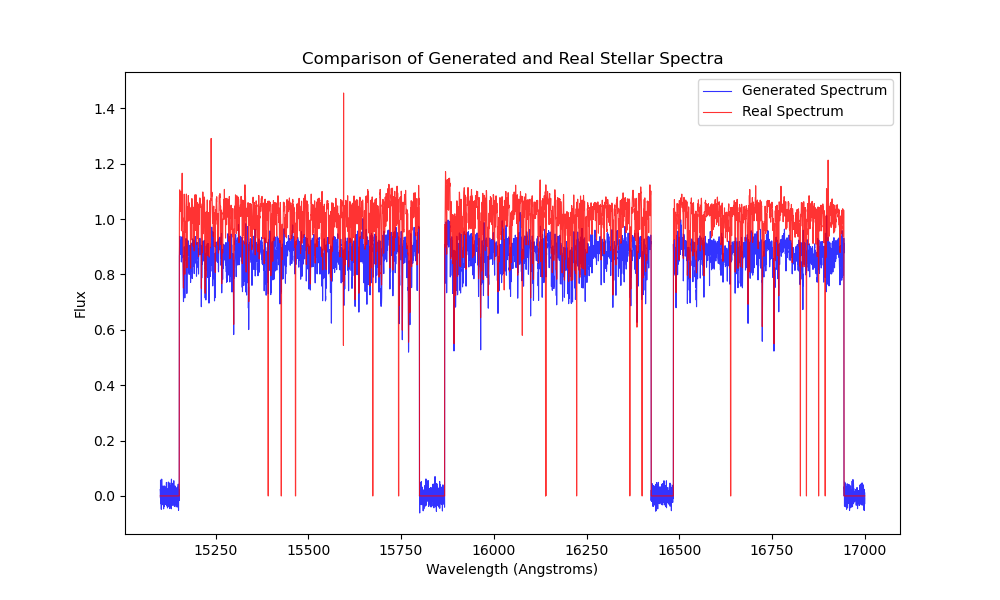 Comparison of Generated and Real Stellar Spectra
Generated Spectrum
Real Spectrum
1.4
1.2
1.0
0.8
0.6
0.4
0.2
0.0
Flux
15250 15500 15750 16000 16250 16500 16750 17000
Wavelength (Angstroms)